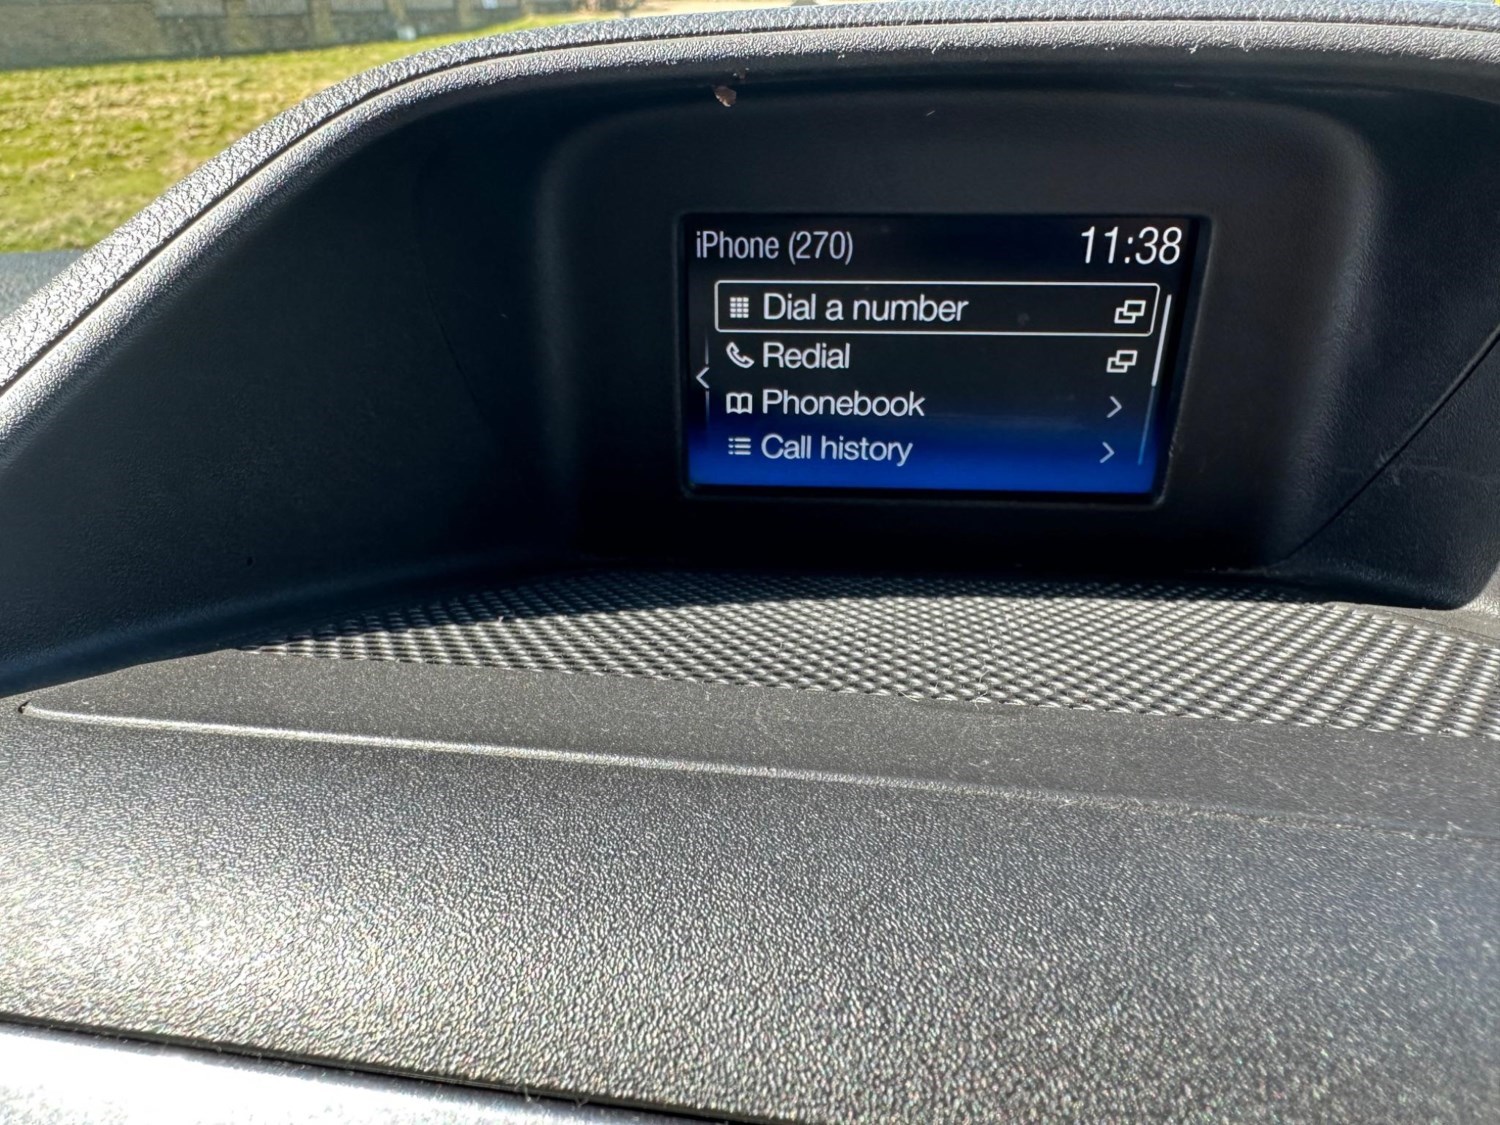 iPhone (270) 11:38
Dial a number
Redial
Phonebook
Call history